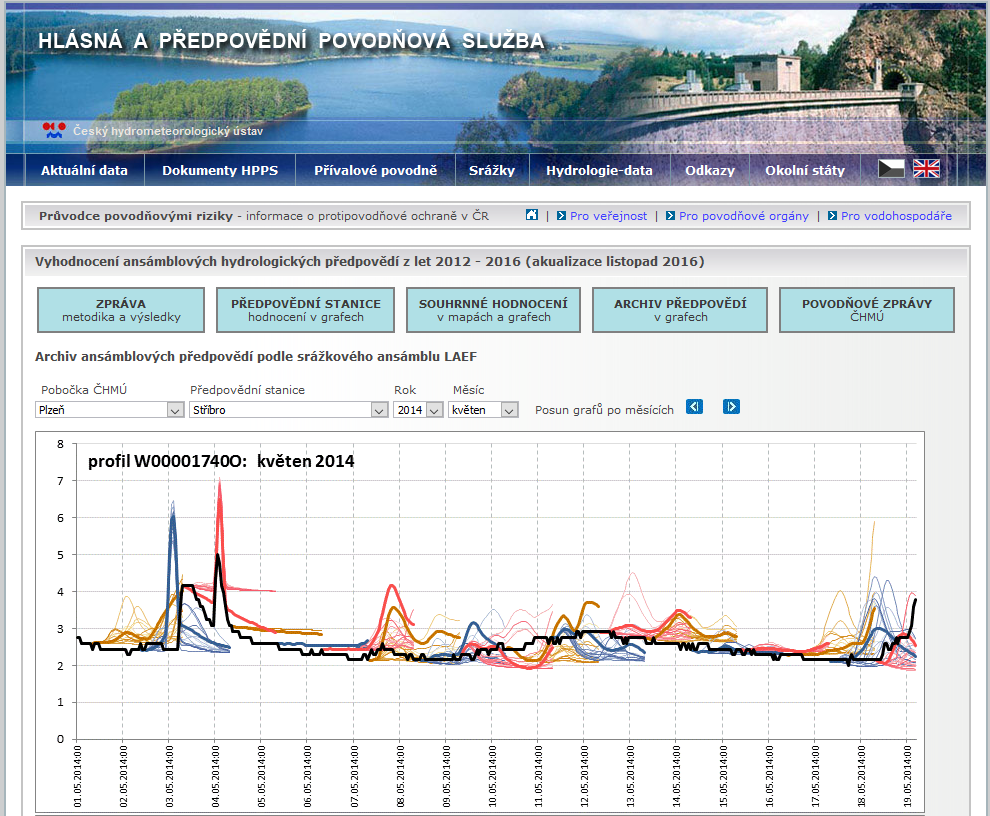 HLÁSNÁ A PŘEDPOVĚDNÍ POVODŇOVÁ SLUŽBA
Český hydrometeorologický ústav
Aktuální data Dokumenty HPPS Přívalové povodně Srážky Hydrologie-data Odkazy Okolní státy
Průvodce povodňovými riziky - informace o protipovodňové ochraně v ČR | Pro veřejnost | Pro povodňové orgány | Pro vodohospodáře
Vyhodnocení ansámblových hydrologických předpovědí z let 2012 - 2016 (akualizace listopad 2016)
ZPRÁVA PŘEDPOVĚDNÍ STANICE SOUHRNNÉ HODNOCENÍ ARCHIV PŘEDPOVĚDÍ POVODŇOVÉ ZPRÁVY
metodika a výsledky hodnocení v grafech v mapách a grafech v grafech ČHMÚ
Archiv ansámblových předpovědí podle srážkového ansámblu LAEF
Pobočka ČHMÚ Předpovědní stanice Rok Měsíc
Plzeň Stříbro 2014 květen Posun grafů po měsících
profil W00001740O: květen 2014
8
7
6
5
4
3
2
1
0
01.05.2014:00 02.05.2014:00 03.05.2014:00 04.05.2014:00 05.05.2014:00 06.05.2014:00 07.05.2014:00 08.05.2014:00 09.05.2014:00 10.05.2014:00 11.05.2014:00 12.05.2014:00 13.05.2014:00 14.05.2014:00 15.05.2014:00 16.05.2014:00 17.05.2014:00 18.05.2014:00 19.05.2014:00